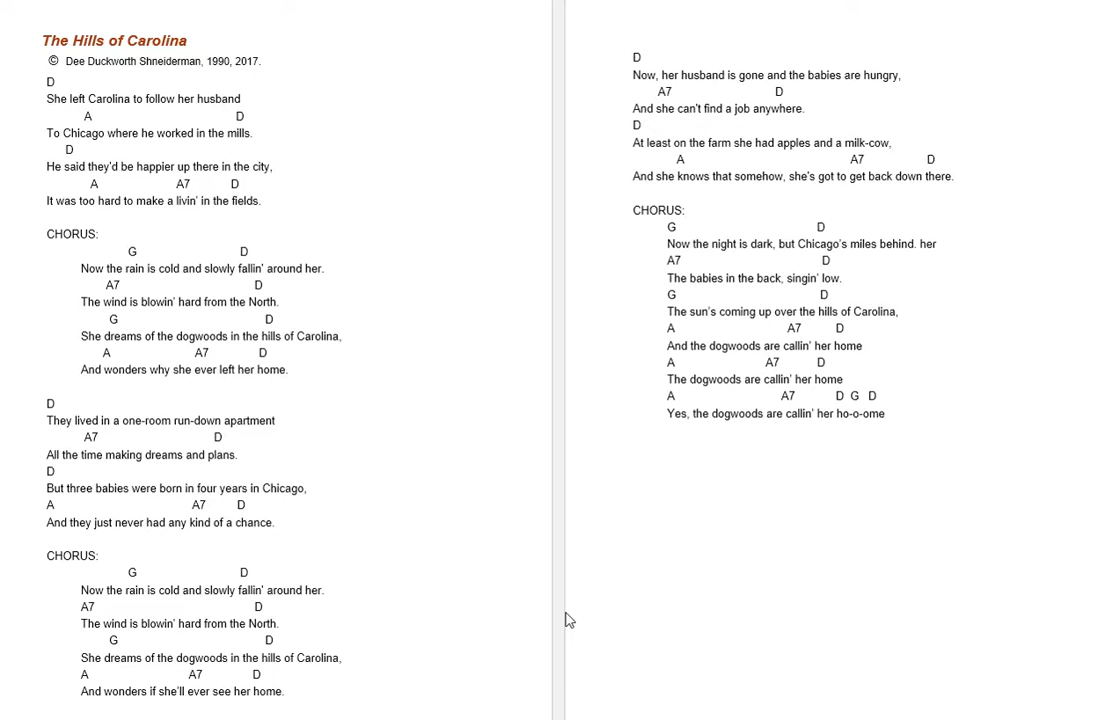 The Hills of Carolina
© Dee Duckworth Shneiderman, 1990, 2017.
D
She left Carolina to follow her husband
A D
To Chicago where he worked in the mills.
D
He said they'd be happier up there in the city,
A A7 D
It was too hard to make a livin' in the fields.
CHORUS:
G D
Now the rain is cold and slowly fallin' around her.
A7 D
The wind is blowin' hard from the North.
G D
She dreams of the dogwoods in the hills of Carolina,
A A7 D
And wonders why she ever left her home.
D
They lived in a one-room run-down apartment
A7 D
All the time making dreams and plans.
D
But three babies were born in four years in Chicago,
A A7 D
And they just never had any kind of a chance.
CHORUS:
G D
Now the rain is cold and slowly fallin' around her.
A7 D
The wind is blowin' hard from the North.
G D
She dreams of the dogwoods in the hills of Carolina,
A A7 D
And wonders if she'll ever see her home.
D
Now, her husband is gone and the babies are hungry,
A7 D
And she can't find a job anywhere.
D
At least on the farm she had apples and a milk-cow,
A A7 D
And she knows that somehow, she's got to get back down there.
CHORUS:
G D
Now the night is dark, but Chicago's miles behind. her
A7 D
The babies in the back, singin' low.
G D
The sun's coming up over the hills of Carolina,
A A7 D
And the dogwoods are callin' her home
A A7 D
The dogwoods are callin' her home
A A7 D G D
Yes, the dogwoods are callin' her ho-o-ome